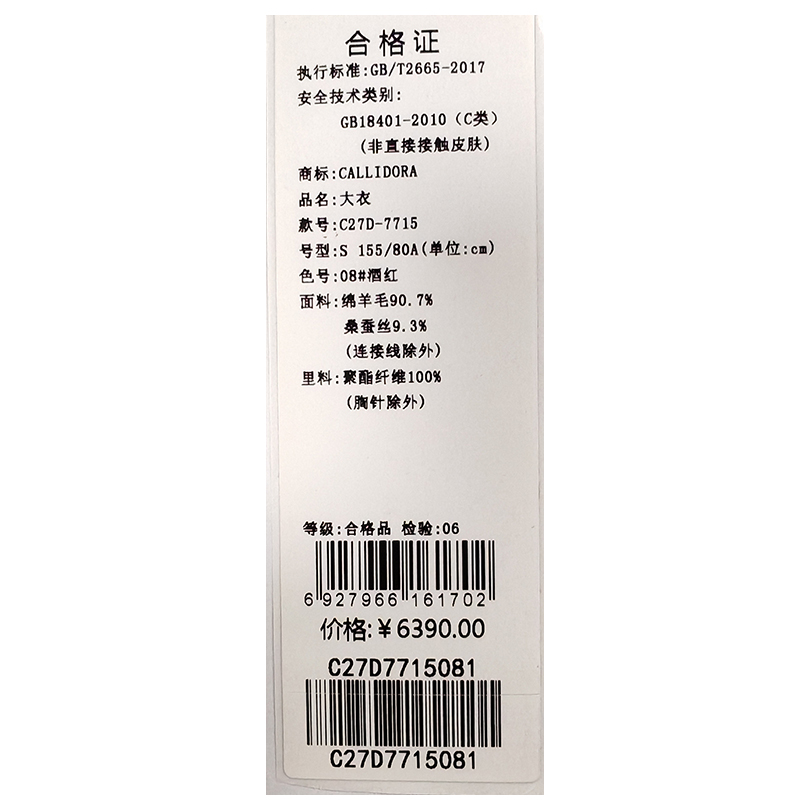 合格证
执行标准:GB/T2665-2017
安全技术类别:
GB18401-2010（C类）
(非直接接触皮肤)
商标:CALLIDORA
品名:大衣
款号:C27D-7715
号型:S 155/80A(单位:cm)
色号:08#酒红
面料:绵羊毛90.7%
桑蚕丝9.3%
(连接线除外)
里料:聚酯纤维100%
(胸针除外)
等级:合格品 检验:06
6 927966 161702
价格:￥6390.00
C27D7715081
C27D7715081